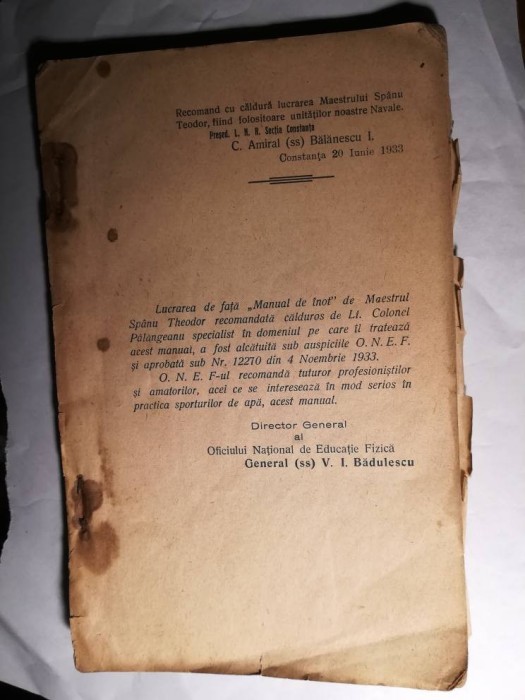 Recomand cu căldură lucrarea Maestrului Spânu
Teodor, fiind folositoare unităților noastre Navale.
Președ. L. N. R. Secția Constanța
C. Amiral (ss) Bălănescu I.
Constanța 20 Iunie 1933
Lucrarea de față „Manual de înot" de Maestrul
Spânu Theodor recomandată călduros de Lt. Colonel
Pălăngeanu specialist în domeniul pe care îl tratează
acest manual, a fost alcătuită sub auspiciile O. N. E. F.
și aprobată sub Nr. 12270 din 4 Noembrie 1933.
O. N. E. F-ul recomandă tuturor profesioniștilor
și amatorilor, acei ce se interesează în mod serios în
practica sporturilor de apă, acest manual.
Director General
al
Oficiului Național de Educație Fizică
General (ss) V. I. Bădulescu